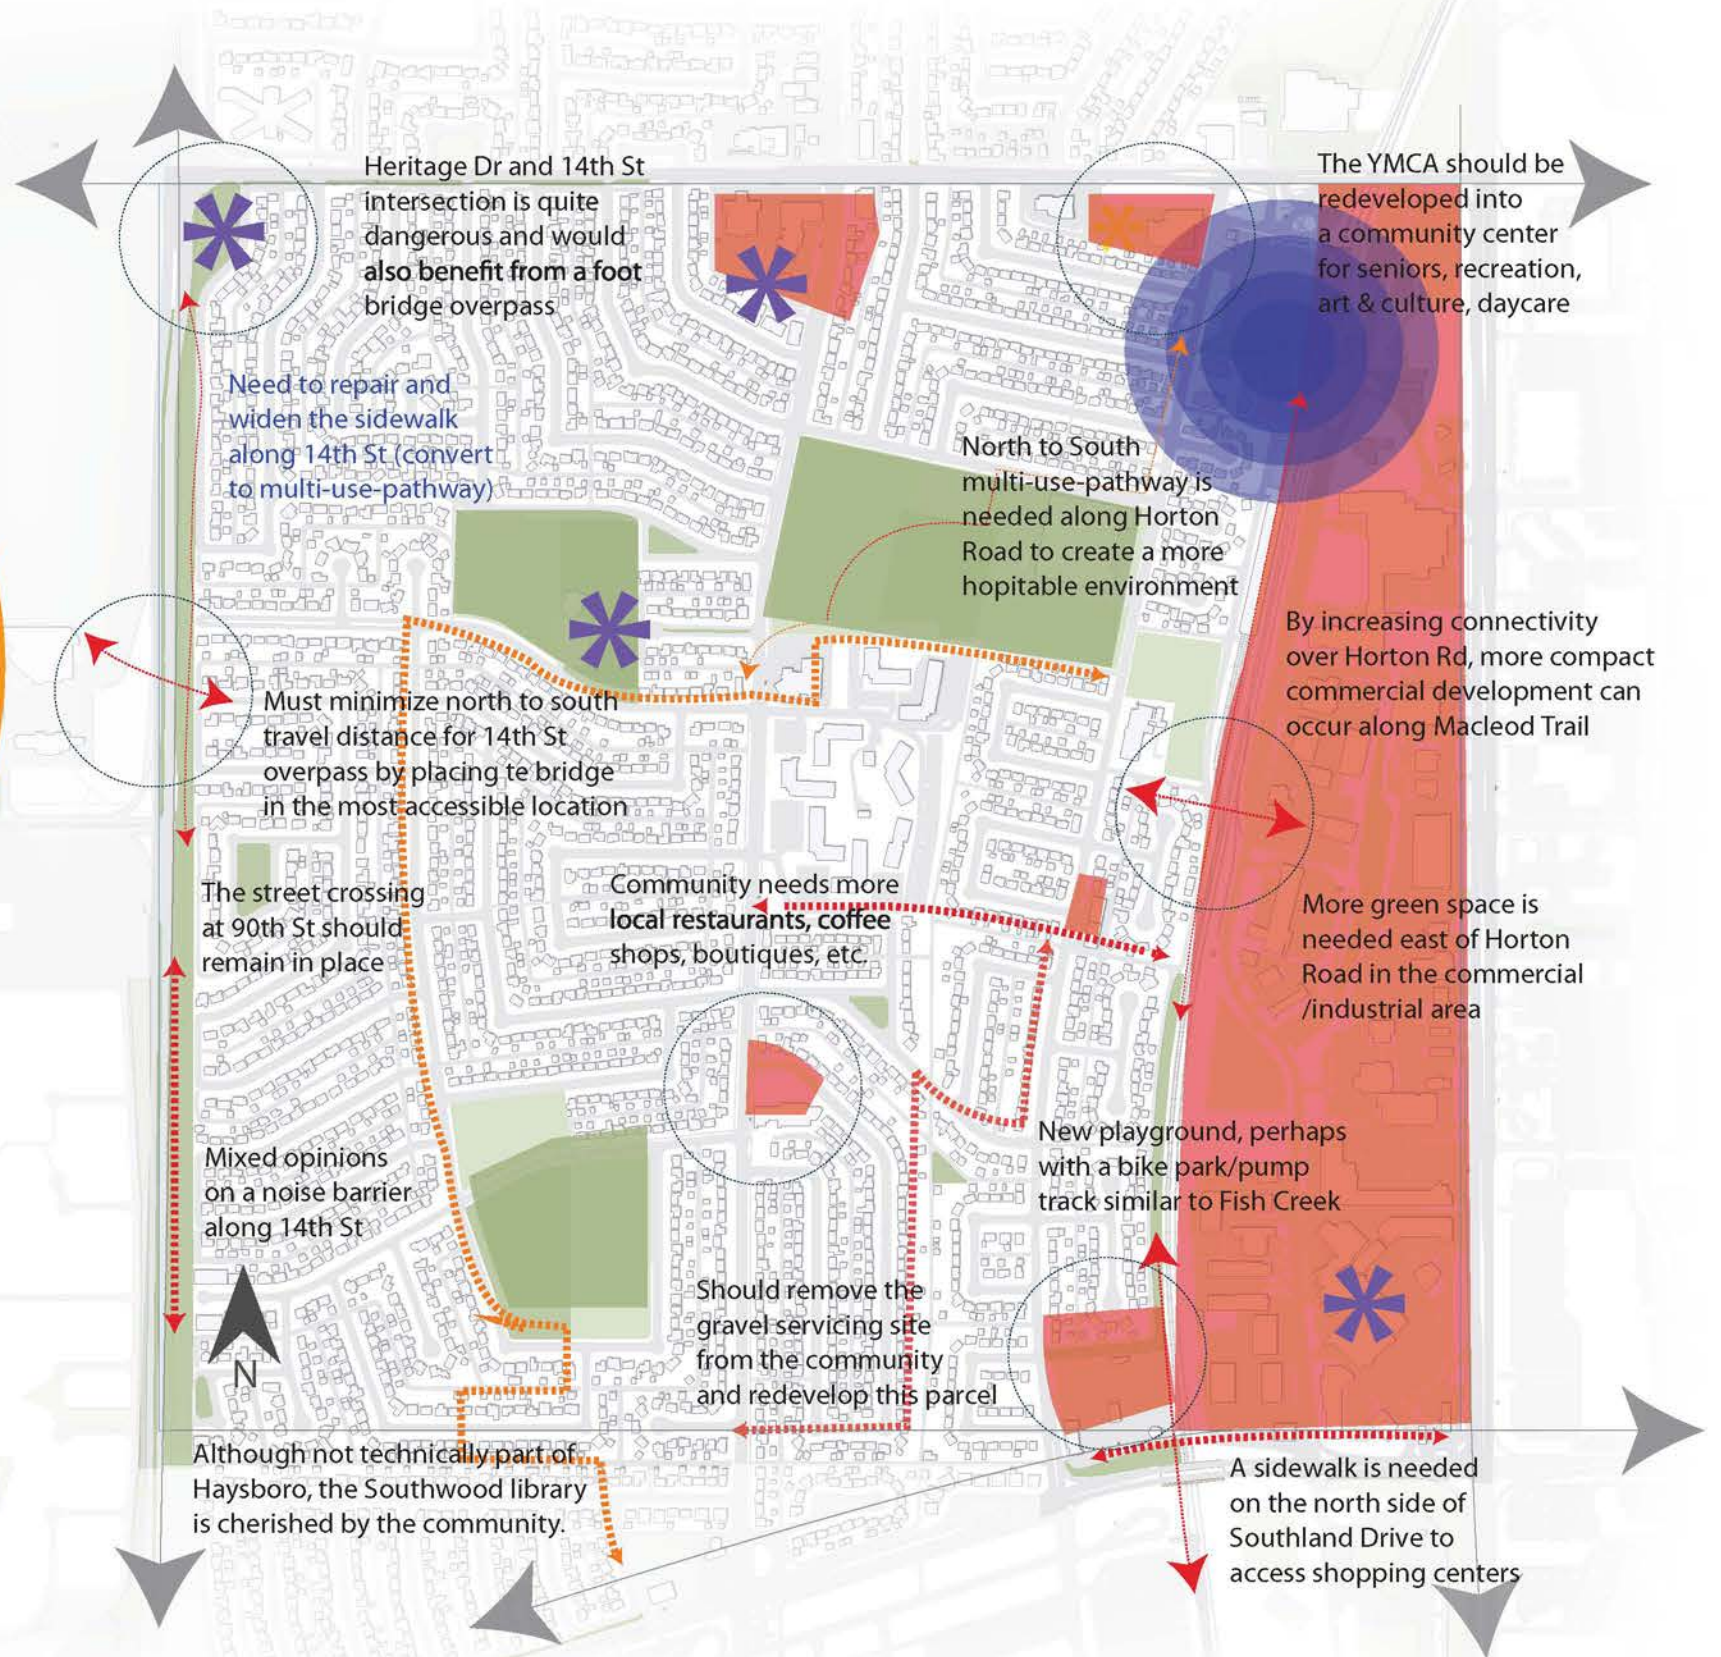 Heritage Dr and 14th St
intersection is quite
dangerous and would
also benefit from a foot
bridge overpass
The YMCA should be
redeveloped into
a community center
for seniors, recreation,
art & culture, daycare
Need to repair and
widen the sidewalk
along 14th St (convert
to multi-use-pathway)
North to South
multi-use-pathway is
needed along Horton
Road to create a more
hopitable environment
By increasing connectivity
over Horton Rd, more compact
commercial development can
occur along Macleod Trail
Must minimize north to south
travel distance for 14th St
overpass by placing te bridge
in the most accessible location
The street crossing
at 90th St should
remain in place
Community needs more
local restaurants, coffee
shops, boutiques, etc.
More green space is
needed east of Horton
Road in the commercial
/industrial area
Mixed opinions
on a noise barrier
along 14th St
New playground, perhaps
with a bike park/pump
track similar to Fish Creek
Should remove the
gravel servicing site
from the community
and redevelop this parcel
N
Although not technically part of
Haysboro, the Southwood library
is cherished by the community.
A sidewalk is needed
on the north side of
Southland Drive to
access shopping centers